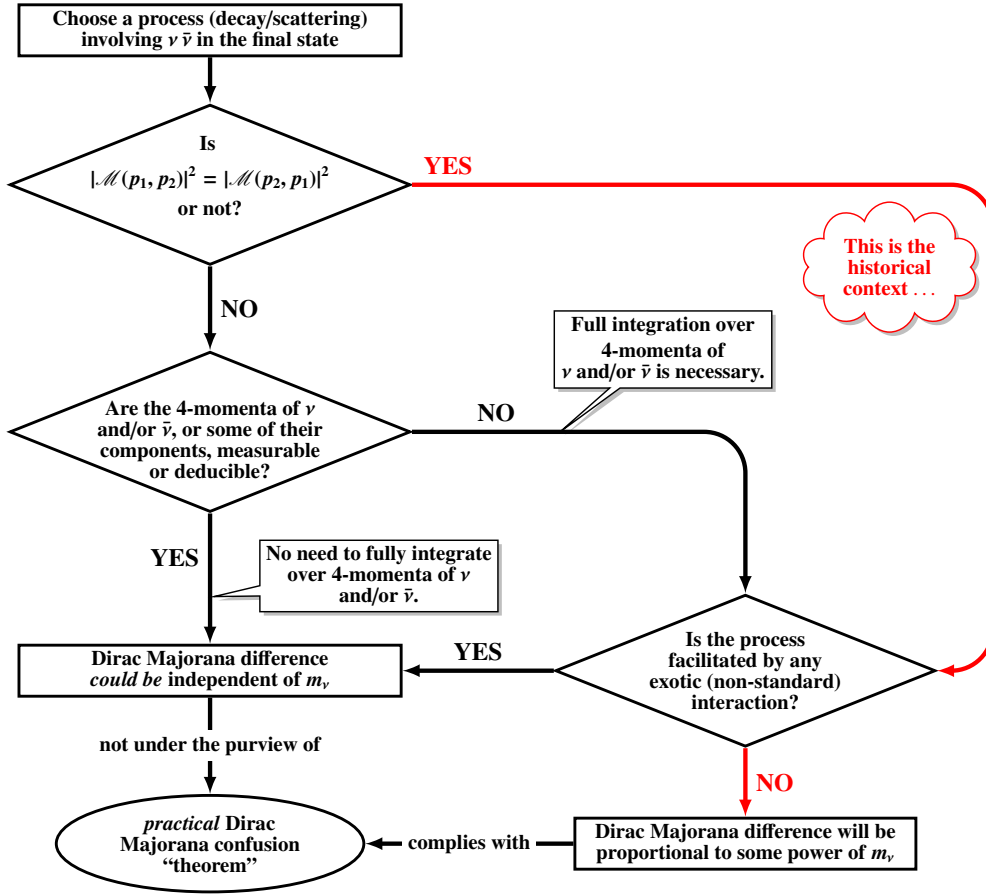 Choose a process (decay/scattering)
involving ν ν̄ in the final state
Is
|ℳ(p₁, p₂)|² = |ℳ(p₂, p₁)|²
or not?
YES
This is the
historical
context . . .
NO
Full integration over
4-momenta of
ν and/or ν̄ is necessary.
Are the 4-momenta of ν
and/or ν̄, or some of their
components, measurable
or deducible?
NO
YES
No need to fully integrate
over 4-momenta of ν
and/or ν̄.
Dirac Majorana difference
could be independent of mᵥ
YES
Is the process
facilitated by any
exotic (non-standard)
interaction?
not under the purview of
NO
practical Dirac
Majorana confusion
“theorem”
complies with
Dirac Majorana difference will be
proportional to some power of mᵥ